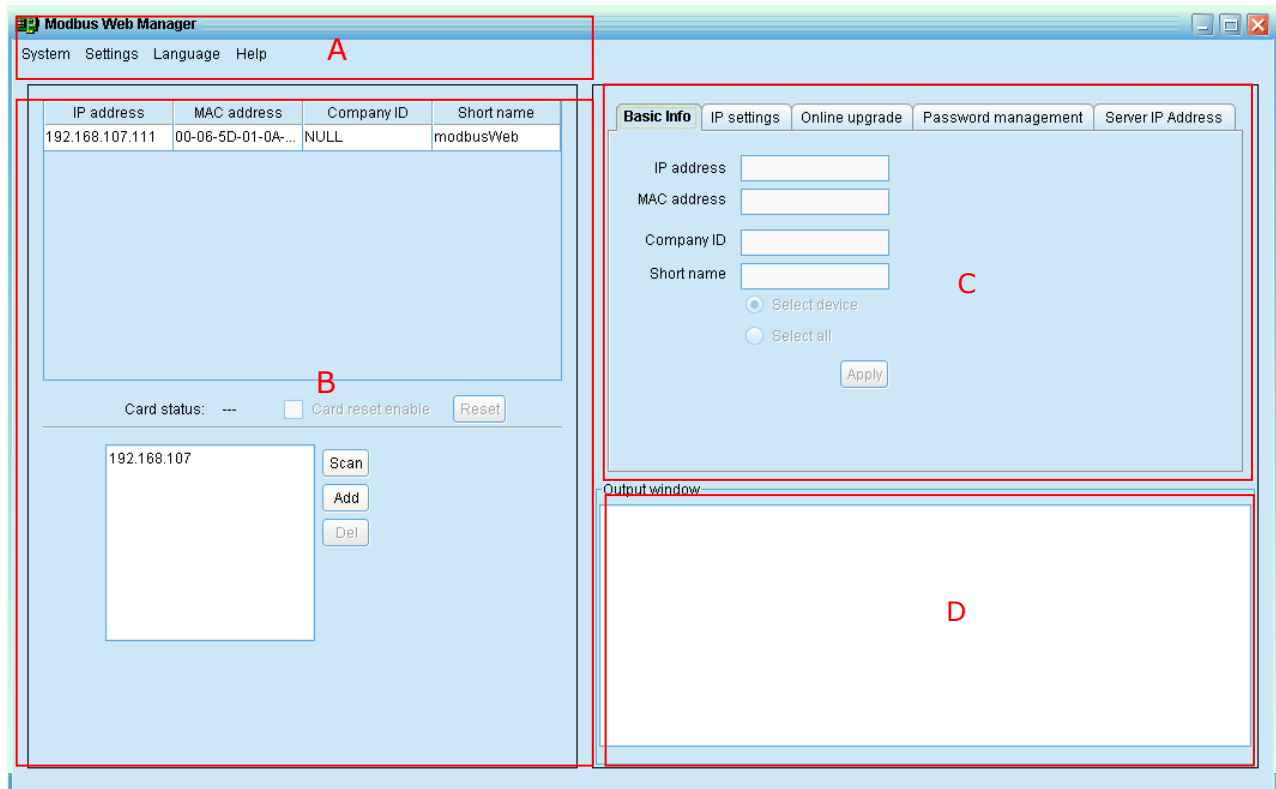 Modbus Web Manager
System Settings Language Help
A
IP address MAC address Company ID Short name
192.168.107.111 00-06-5D-01-0A-... NULL modbusWeb
B
Card status: --- Card reset enable Reset
192.168.107
Scan
Add
Del
Basic Info IP settings Online upgrade Password management Server IP Address
IP address
MAC address
Company ID
Short name
C
Select device
Select all
Apply
Output window
D